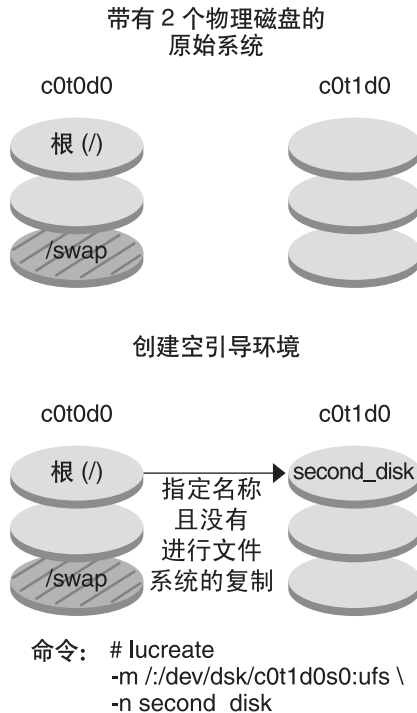 带有 2 个物理磁盘的
原始系统
c0t0d0
c0t1d0
根 (/)
/swap
创建空引导环境
c0t0d0
c0t1d0
根 (/)
second_disk
指定名称
且没有
进行文件
系统的复制
/swap
命令： # lucreate
-m /:/dev/dsk/c0t1d0s0:ufs \
-n second_disk